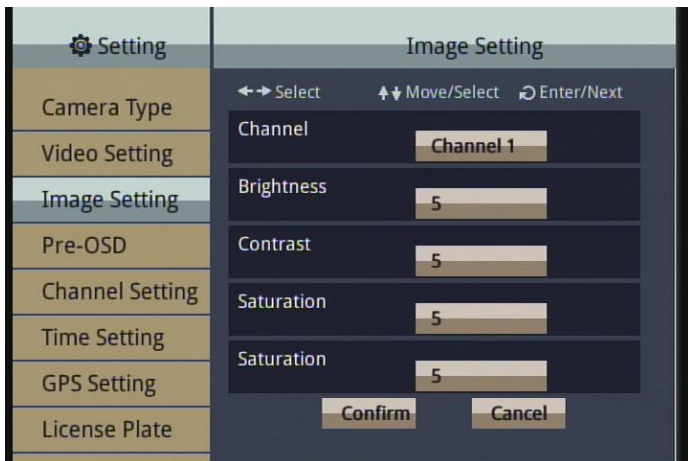 Setting
Image Setting
Camera Type
Video Setting
Image Setting
Pre-OSD
Channel Setting
Time Setting
GPS Setting
License Plate
Select Move/Select Enter/Next
Channel
Channel 1
Brightness
5
Contrast
5
Saturation
5
Saturation
5
Confirm Cancel